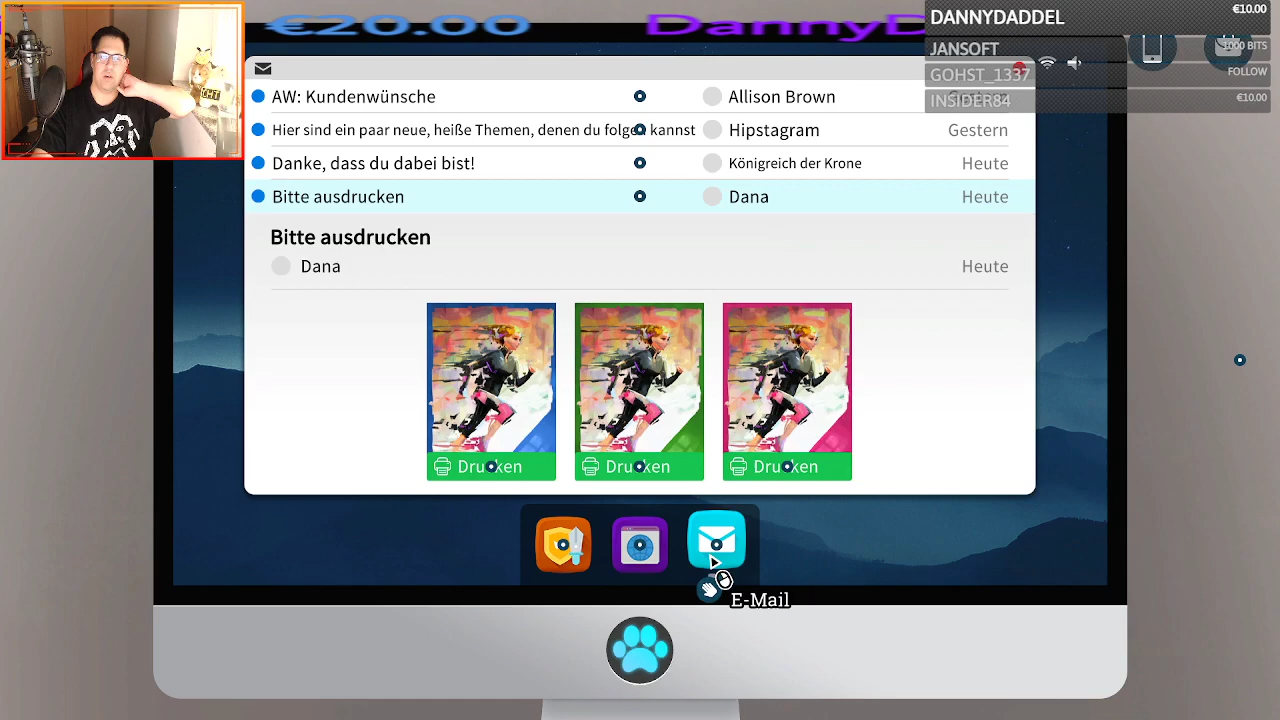 €20.00
DannyD
DANNYDADDEL
€10.00
JANSOFT
1000 BITS
GOHST_1337
FOLLOW
INSIDER84
€10.00
AW: Kundenwünsche
Allison Brown
Hier sind ein paar neue, heiße Themen, denen du folgen kannst
Hipstagram
Gestern
Danke, dass du dabei bist!
Königreich der Krone
Heute
Bitte ausdrucken
Dana
Heute
Bitte ausdrucken
Dana
Heute
Drucken
Drucken
Drucken
E-Mail